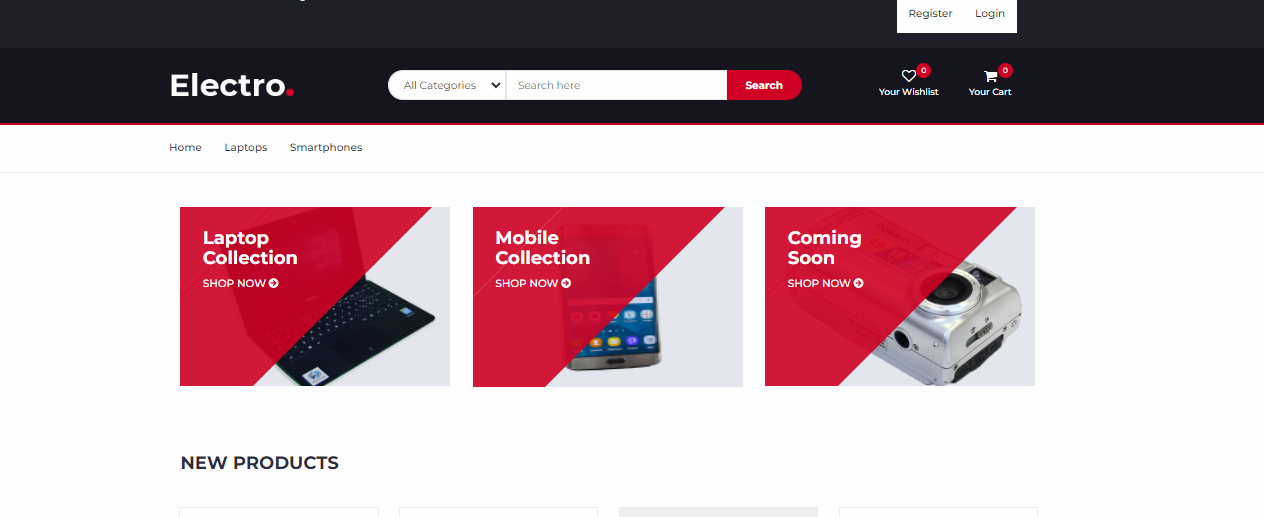 Register Login
Electro.
All Categories Search here Search
0 0
Your Wishlist Your Cart
Home Laptops Smartphones
Laptop
Collection
SHOP NOW
Mobile
Collection
SHOP NOW
Coming
Soon
SHOP NOW
NEW PRODUCTS